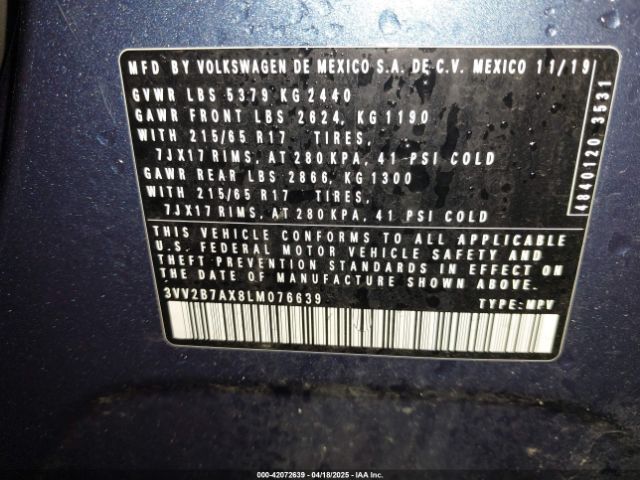 MFD BY VOLKSWAGEN DE MEXICO S.A. DE C.V. MEXICO 11/19
GVWR LBS 5379 KG 2440
GAWR FRONT LBS 2624, KG 1190
WITH 215/65 R17 TIRES,
7JX17 RIMS, AT 280 KPA, 41 PSI COLD
GAWR REAR LBS 2866, KG 1300
WITH 215/65 R17 TIRES,
7JX17 RIMS, AT 280 KPA, 41 PSI COLD
THIS VEHICLE CONFORMS TO ALL APPLICABLE
U.S. FEDERAL MOTOR VEHICLE SAFETY AND
THEFT PREVENTION STANDARDS IN EFFECT ON
THE DATE OF MANUFACTURE SHOWN ABOVE.
3VV2B7AX8LM076639 TYPE: MPV
4840120 3531
000-42072639 - 04/18/2025 - IAA Inc.